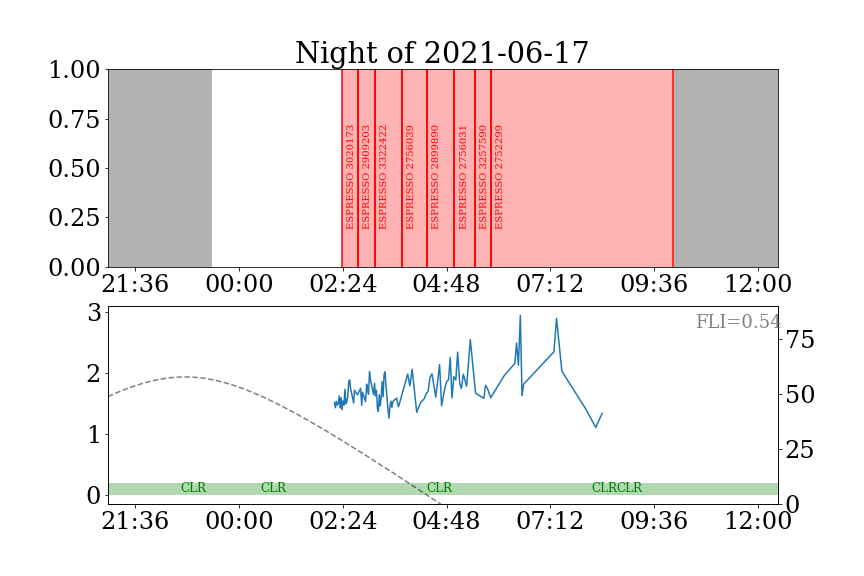 Night of 2021-06-17
1.00
0.75
0.50
0.25
0.00
ESPRESSO 3020173
ESPRESSO 2909203
ESPRESSO 3322422
ESPRESSO 2756039
ESPRESSO 2899890
ESPRESSO 2756031
ESPRESSO 3257590
ESPRESSO 2752299
21:36 00:00 02:24 04:48 07:12 09:36 12:00
FLI=0.54
3
2
1
0
75
50
25
0
CLR CLR CLR CLR CLR
21:36 00:00 02:24 04:48 07:12 09:36 12:00